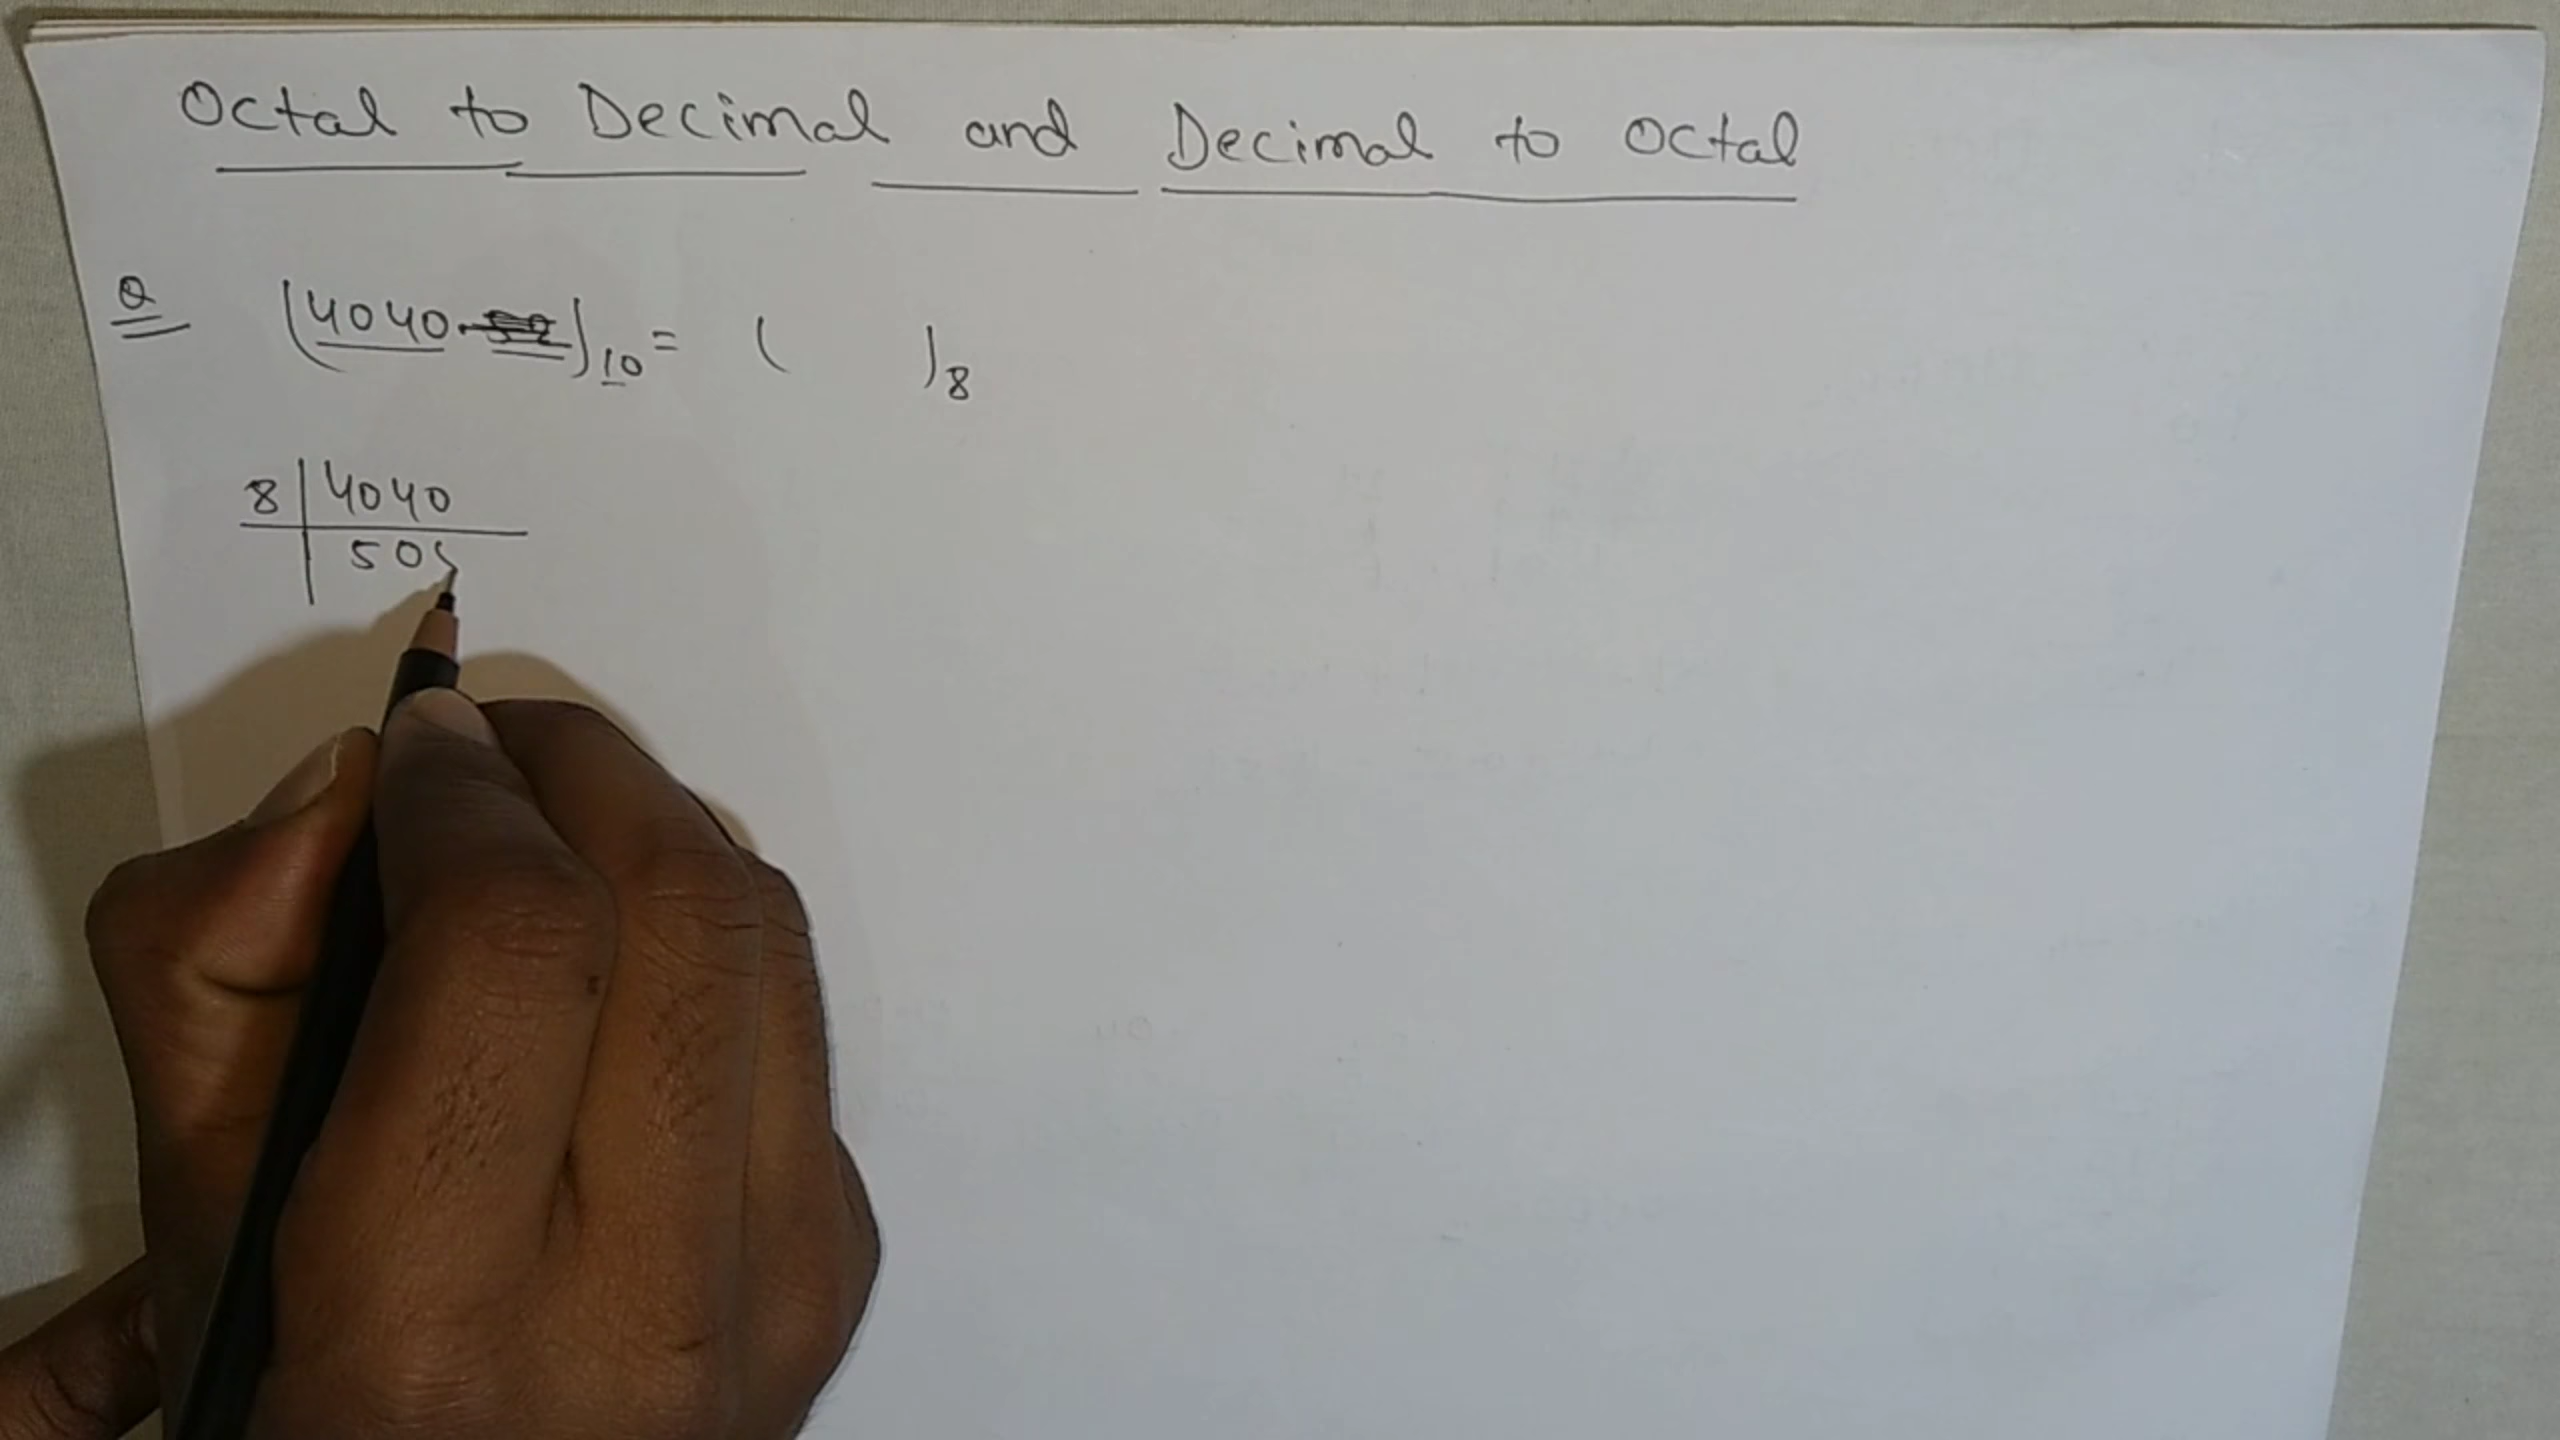 Octal to Decimal and Decimal to Octal
Q (4040.)10 = ( )8
8 4040
505